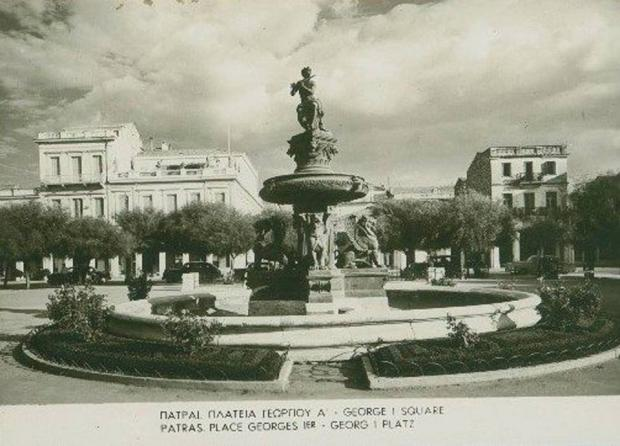 ΠΑΤΡΑΙ. ΠΛΑΤΕΙΑ ΓΕΩΡΓΙΟΥ Α΄ - GEORGE I SQUARE
PATRAS. PLACE GEORGES IER - GEORG I PLATZ